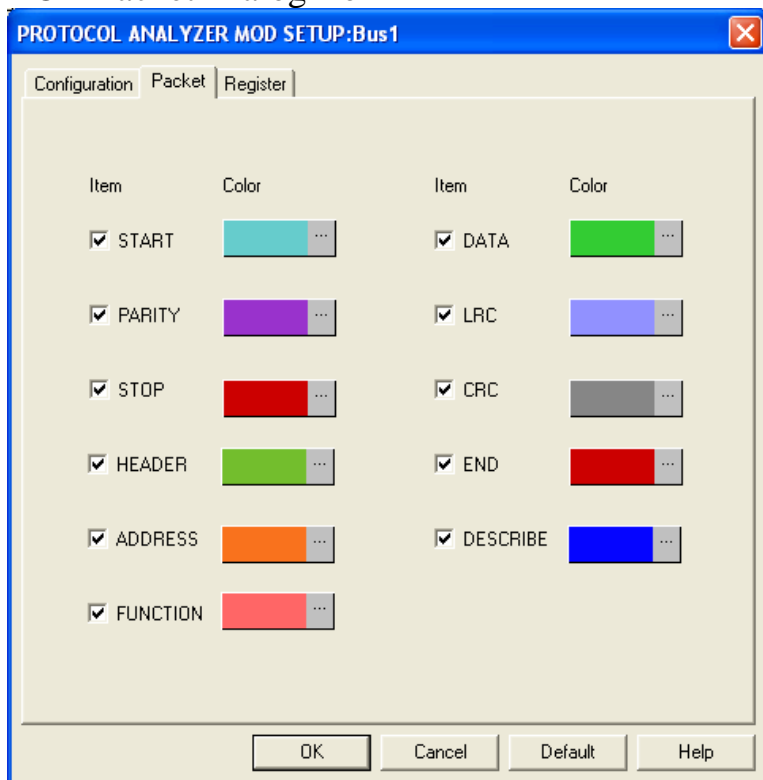 PROTOCOL ANALYZER MOD SETUP:Bus1
Configuration Packet Register
Item Color Item Color
START ... DATA ...
PARITY ... LRC ...
STOP ... CRC ...
HEADER ... END ...
ADDRESS ... DESCRIBE ...
FUNCTION ...
OK Cancel Default Help